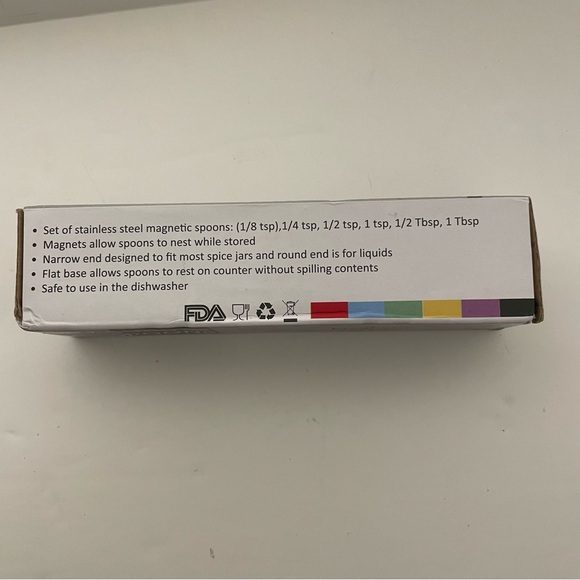 • Set of stainless steel magnetic spoons: (1/8 tsp),1/4 tsp, 1/2 tsp, 1 tsp, 1/2 Tbsp, 1 Tbsp
• Magnets allow spoons to nest while stored
• Narrow end designed to fit most spice jars and round end is for liquids
• Flat base allows spoons to rest on counter without spilling contents
• Safe to use in the dishwasher
FDA